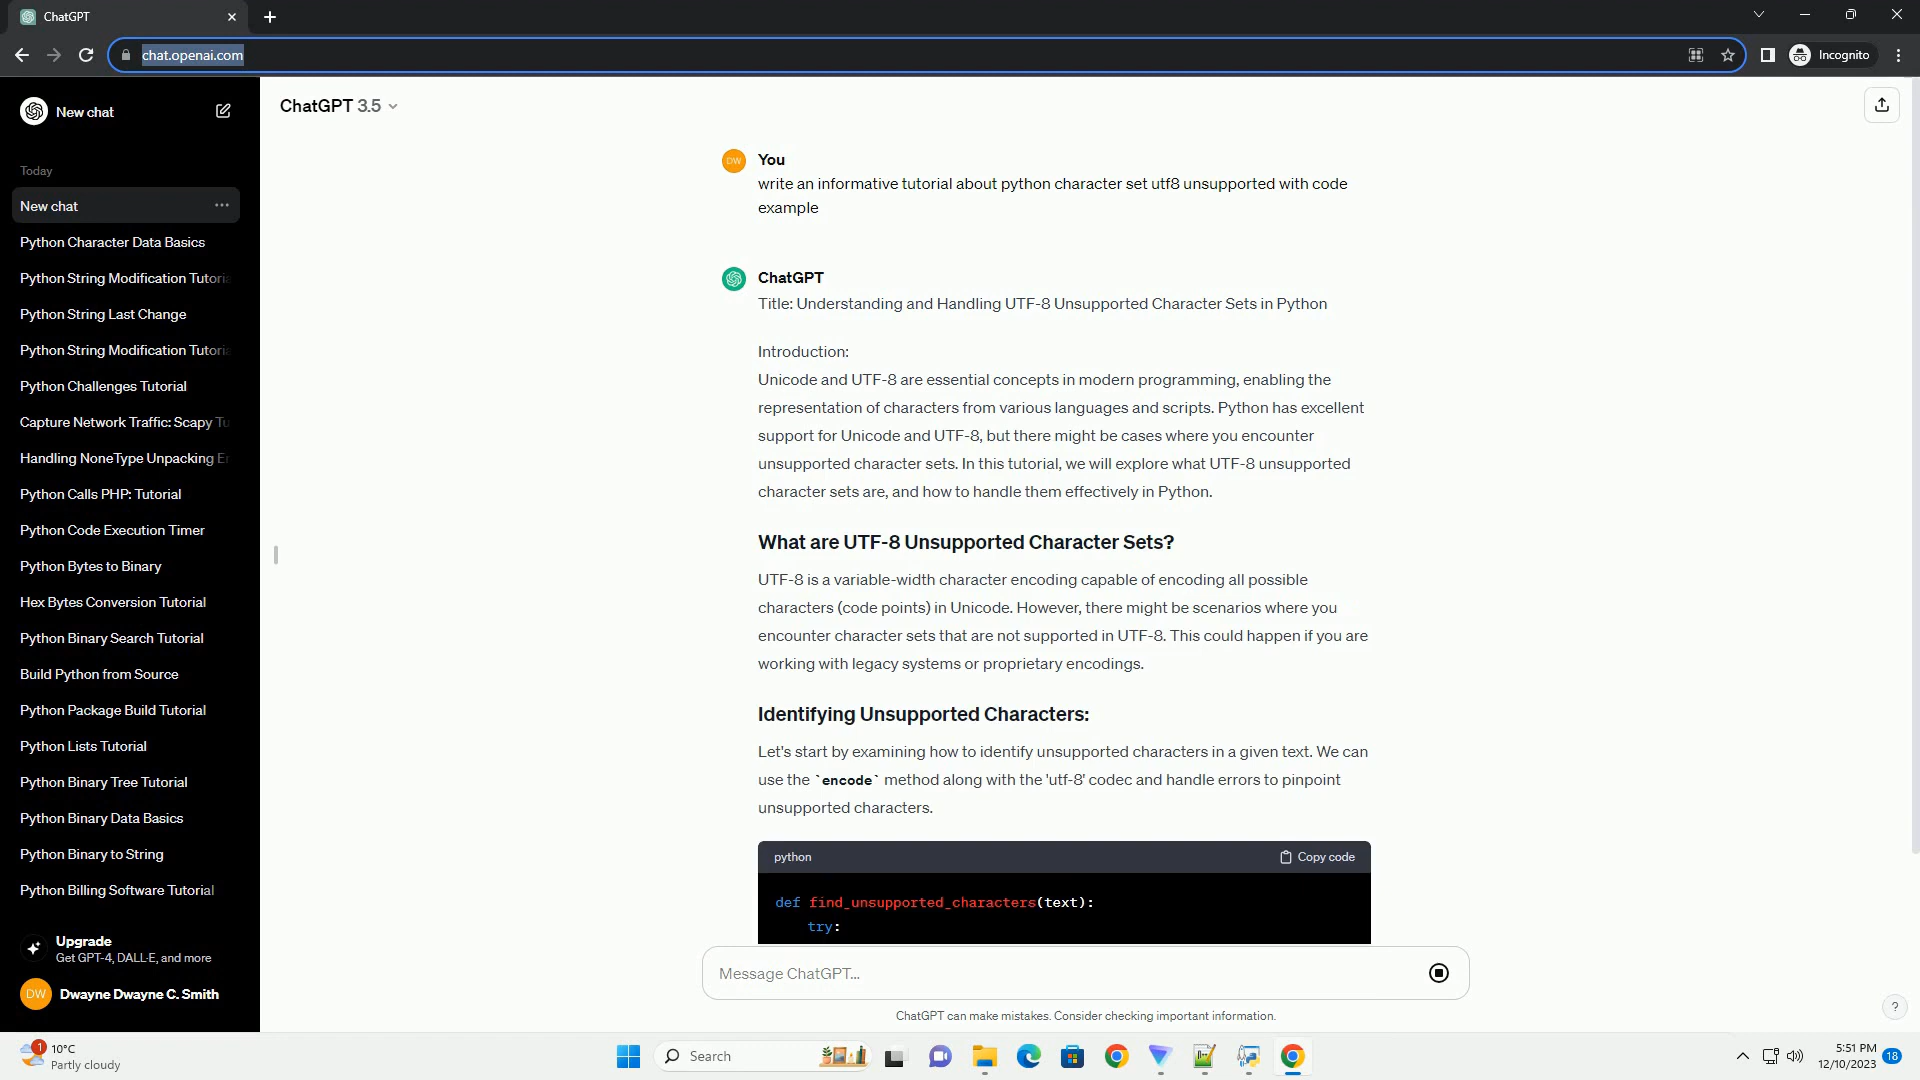 ChatGPT
chat.openai.com
Incognito
New chat
Today
New chat
Python Character Data Basics
Python String Modification Tutoria
Python String Last Change
Python String Modification Tutoria
Python Challenges Tutorial
Capture Network Traffic: Scapy Tu
Handling NoneType Unpacking Er
Python Calls PHP: Tutorial
Python Code Execution Timer
Python Bytes to Binary
Hex Bytes Conversion Tutorial
Python Binary Search Tutorial
Build Python from Source
Python Package Build Tutorial
Python Lists Tutorial
Python Binary Tree Tutorial
Python Binary Data Basics
Python Binary to String
Python Billing Software Tutorial
Upgrade
Get GPT-4, DALL·E, and more
DW
Dwayne Dwayne C. Smith
ChatGPT 3.5
DW
You
write an informative tutorial about python character set utf8 unsupported with code
example
ChatGPT
Title: Understanding and Handling UTF-8 Unsupported Character Sets in Python
Introduction:
Unicode and UTF-8 are essential concepts in modern programming, enabling the
representation of characters from various languages and scripts. Python has excellent
support for Unicode and UTF-8, but there might be cases where you encounter
unsupported character sets. In this tutorial, we will explore what UTF-8 unsupported
character sets are, and how to handle them effectively in Python.
What are UTF-8 Unsupported Character Sets?
UTF-8 is a variable-width character encoding capable of encoding all possible
characters (code points) in Unicode. However, there might be scenarios where you
encounter character sets that are not supported in UTF-8. This could happen if you are
working with legacy systems or proprietary encodings.
Identifying Unsupported Characters:
Let's start by examining how to identify unsupported characters in a given text. We can
use the `encode` method along with the 'utf-8' codec and handle errors to pinpoint
unsupported characters.
python
Copy code
def find_unsupported_characters(text):
try:
Message ChatGPT...
ChatGPT can make mistakes. Consider checking important information.
?
1
10°C
Partly cloudy
Search
5:51 PM
12/10/2023
18